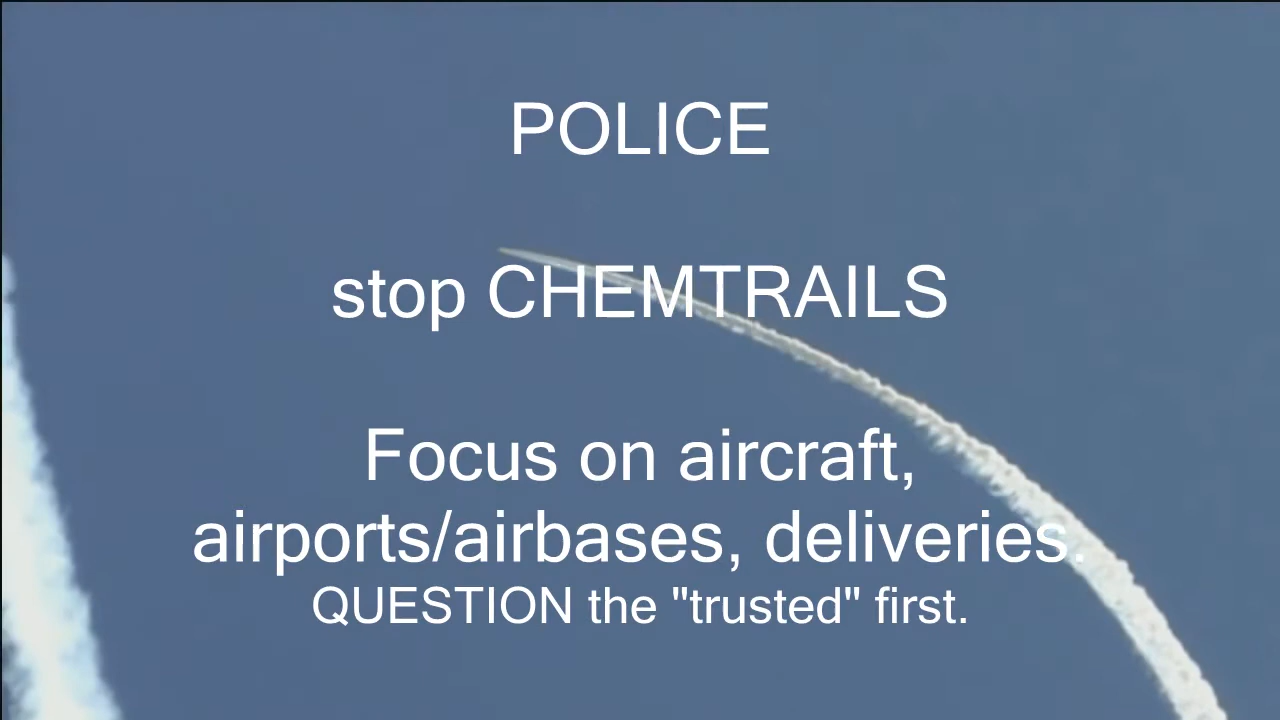 POLICE
stop CHEMTRAILS
Focus on aircraft,
airports/airbases, deliveries.
QUESTION the "trusted" first.